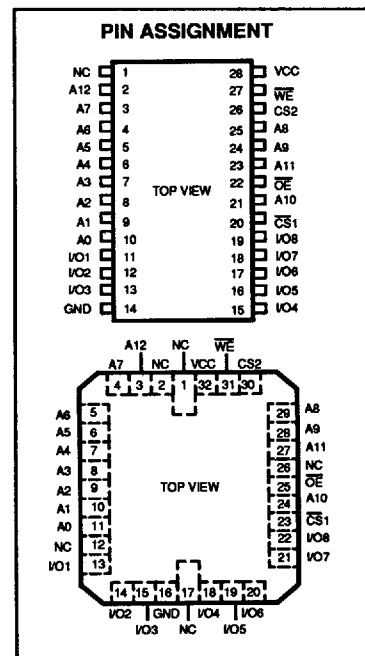 PIN ASSIGNMENT
NC 1 28 VCC
A12 2 27 W̅E̅
A7 3 26 CS2
A6 4 25 A8
A5 5 24 A9
A4 6 23 A11
A3 7 TOP VIEW 22 O̅E̅
A2 8 21 A10
A1 9 20 C̅S̅1
A0 10 19 I/O8
I/O1 11 18 I/O7
I/O2 12 17 I/O6
I/O3 13 16 I/O5
GND 14 15 I/O4
A7 A12 NC NC VCC W̅E̅ CS2
4 3 2 1 32 31 30
A6 5 29 A8
A5 6 28 A9
A4 7 27 A11
A3 8 26 NC
A2 9 TOP VIEW 25 O̅E̅
A1 10 24 A10
A0 11 23 C̅S̅1
NC 12 22 I/O8
I/O1 13 21 I/O7
14 15 16 17 18 19 20
I/O2 GND I/O4 I/O6
I/O3 NC I/O5